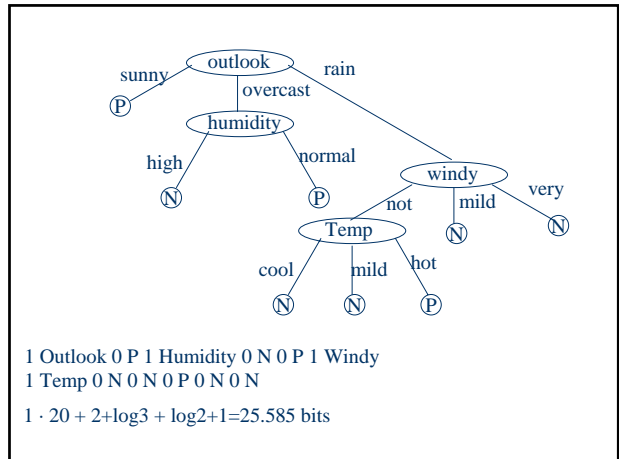 outlook
sunny
overcast
rain
P
humidity
high
normal
windy
not
mild
very
N
P
Temp
N
N
cool
mild
hot
N
N
P
1 Outlook 0 P 1 Humidity 0 N 0 P 1 Windy
1 Temp 0 N 0 N 0 P 0 N 0 N
1 · 20 + 2+log3 + log2+1=25.585 bits